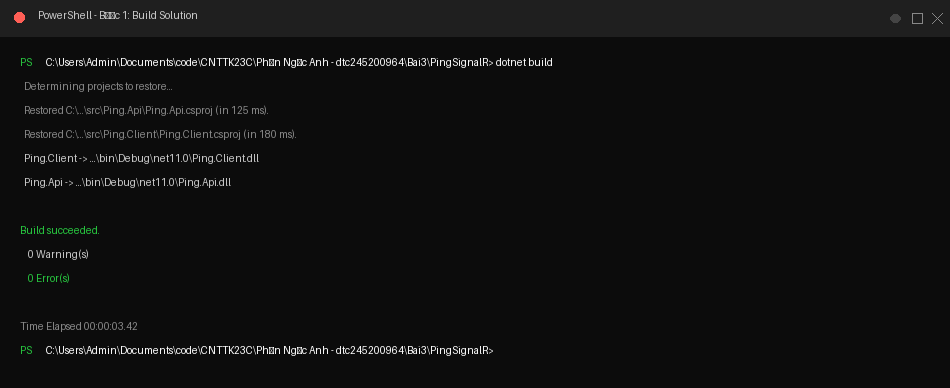 PowerShell - B□□c 1: Build Solution
PS C:\Users\Admin\Documents\code\CNTTK23C\Ph□n Ng□c Anh - dtc245200964\Bai3\PingSignalR> dotnet build
Determining projects to restore...
Restored C:\...\src\Ping.Api\Ping.Api.csproj (in 125 ms).
Restored C:\...\src\Ping.Client\Ping.Client.csproj (in 180 ms).
Ping.Client -> ...\bin\Debug\net11.0\Ping.Client.dll
Ping.Api -> ...\bin\Debug\net11.0\Ping.Api.dll
Build succeeded.
0 Warning(s)
0 Error(s)
Time Elapsed 00:00:03.42
PS C:\Users\Admin\Documents\code\CNTTK23C\Ph□n Ng□c Anh - dtc245200964\Bai3\PingSignalR>